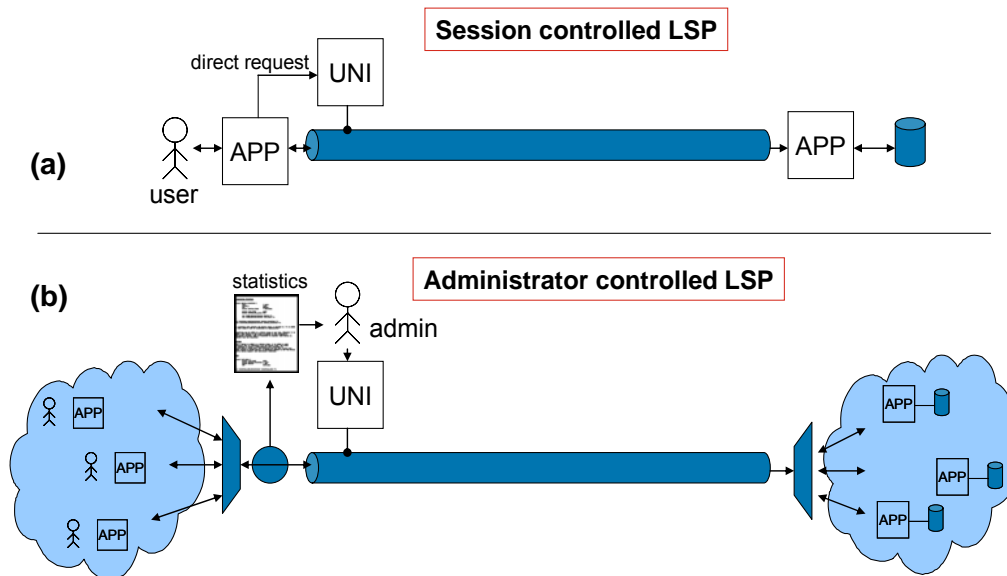 Session controlled LSP
direct request
UNI
APP
APP
(a)
user
Administrator controlled LSP
(b)
statistics
admin
UNI
APP
APP
APP
APP
APP
APP